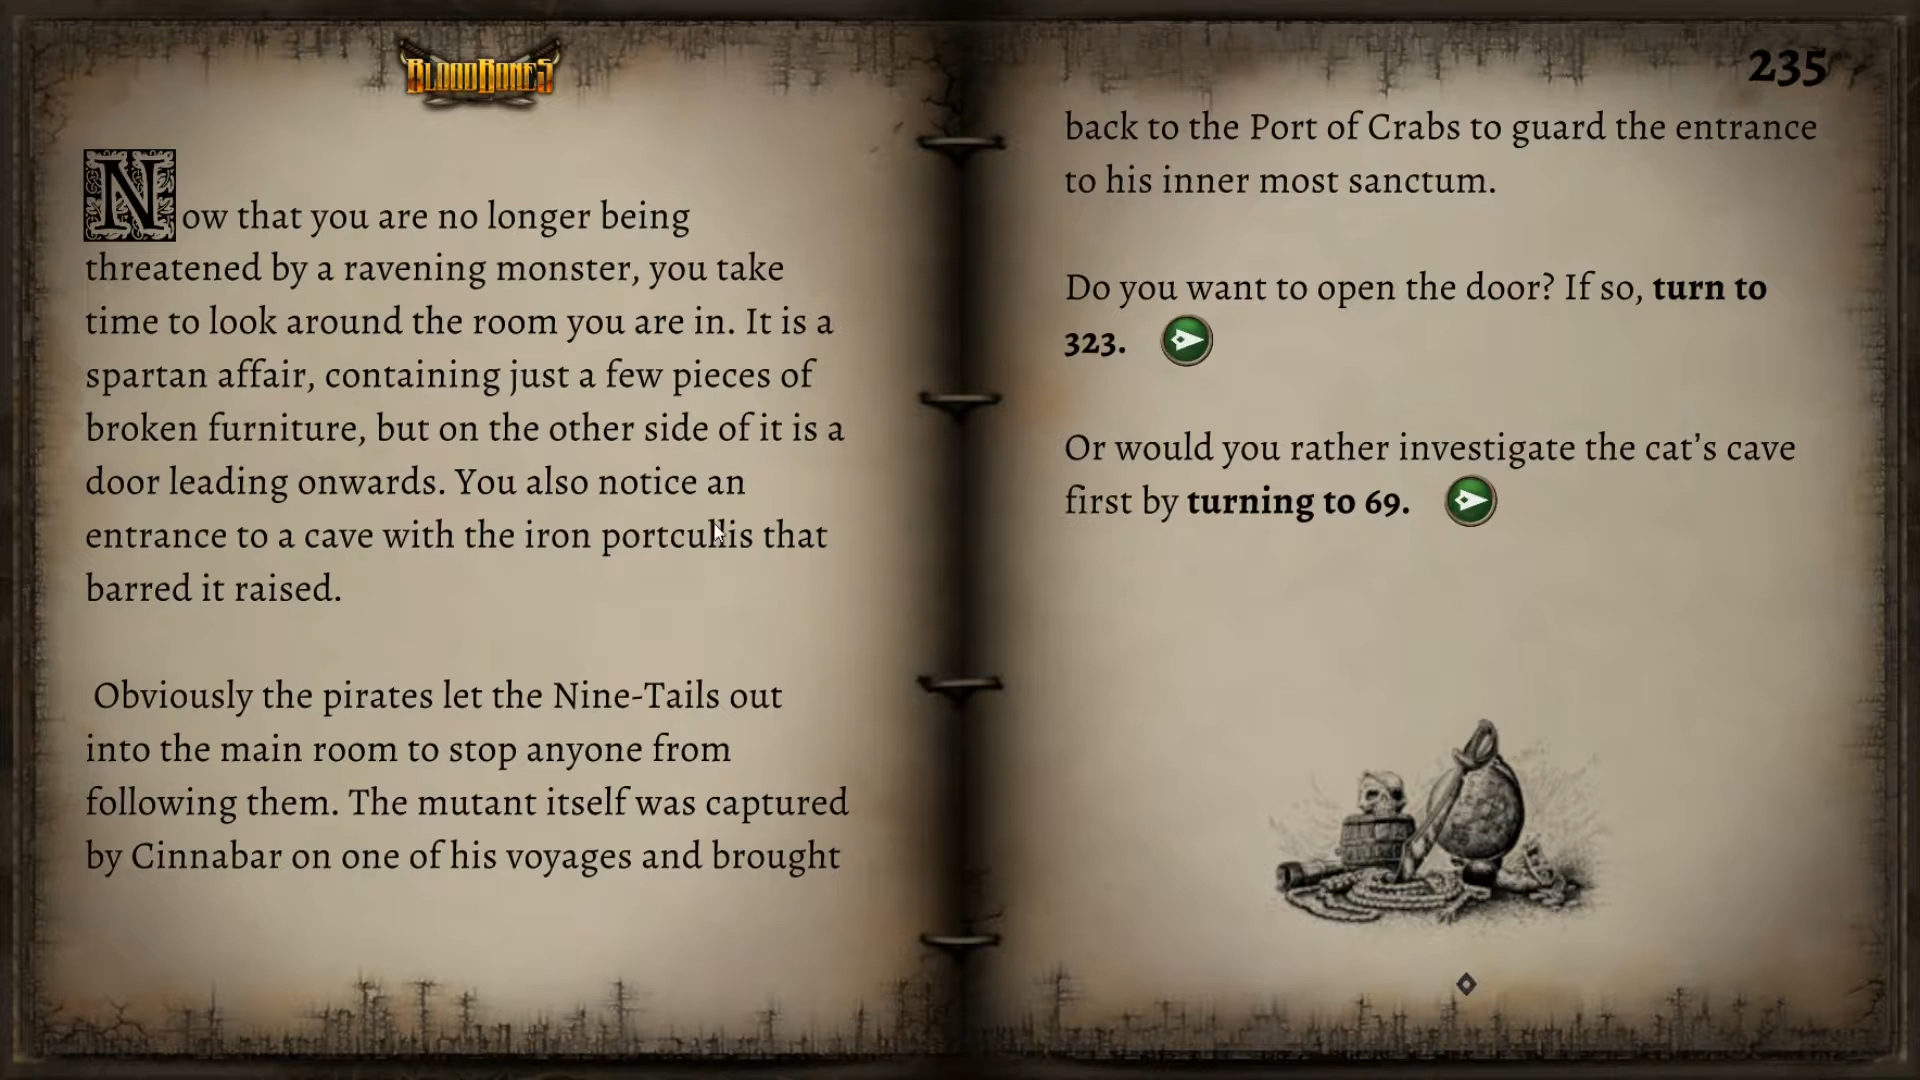 BLOODBONES
235
Now that you are no longer being
threatened by a ravening monster, you take
time to look around the room you are in. It is a
spartan affair, containing just a few pieces of
broken furniture, but on the other side of it is a
door leading onwards. You also notice an
entrance to a cave with the iron portcullis that
barred it raised.
Obviously the pirates let the Nine-Tails out
into the main room to stop anyone from
following them. The mutant itself was captured
by Cinnabar on one of his voyages and brought
back to the Port of Crabs to guard the entrance
to his inner most sanctum.
Do you want to open the door? If so, turn to
323.
Or would you rather investigate the cat’s cave
first by turning to 69.